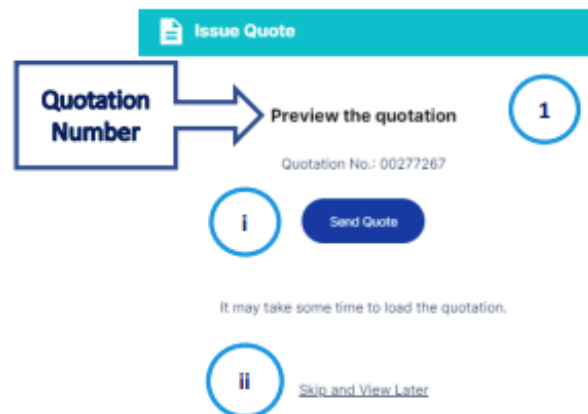 Issue Quote
Quotation
Number
Preview the quotation
1
Quotation No.: 00277267
i
Send Quote
It may take some time to load the quotation.
ii
Skip and View Later